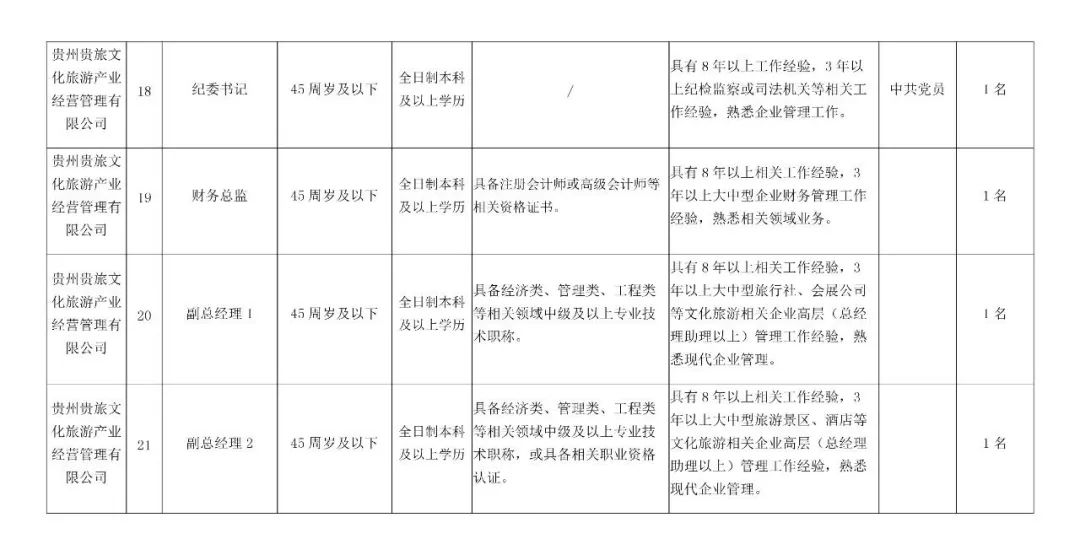 贵州贵旅文
化旅游产业
经营管理有
限公司
18
纪委书记
45 周岁及以下
全日制本科
及以上学历
/
具有 8 年以上工作经验，3 年以
上纪检监察或司法机关等相关工
作经验，熟悉企业管理工作。
中共党员
1 名
贵州贵旅文
化旅游产业
经营管理有
限公司
19
财务总监
45 周岁及以下
全日制本科
及以上学历
具备注册会计师或高级会计师等
相关资格证书。
具有 8 年以上相关工作经验，3
年以上大中型企业财务管理工作
经验，熟悉相关领域业务。
1 名
贵州贵旅文
化旅游产业
经营管理有
限公司
20
副总经理 1
45 周岁及以下
全日制本科
及以上学历
具备经济类、管理类、工程类
等相关领域中级及以上专业技
术职称。
具有 8 年以上相关工作经验，3
年以上大中型旅行社、会展公司
等文化旅游相关企业高层（总经
理助理以上）管理工作经验，熟
悉现代企业管理。
1 名
贵州贵旅文
化旅游产业
经营管理有
限公司
21
副总经理 2
45 周岁及以下
全日制本科
及以上学历
具备经济类、管理类、工程类
等相关领域中级及以上专业技
术职称，或具备相关职业资格
认证。
具有 8 年以上相关工作经验，3
年以上大中型旅游景区、酒店等
文化旅游相关企业高层（总经理
助理以上）管理工作经验，熟悉
现代企业管理。
1 名